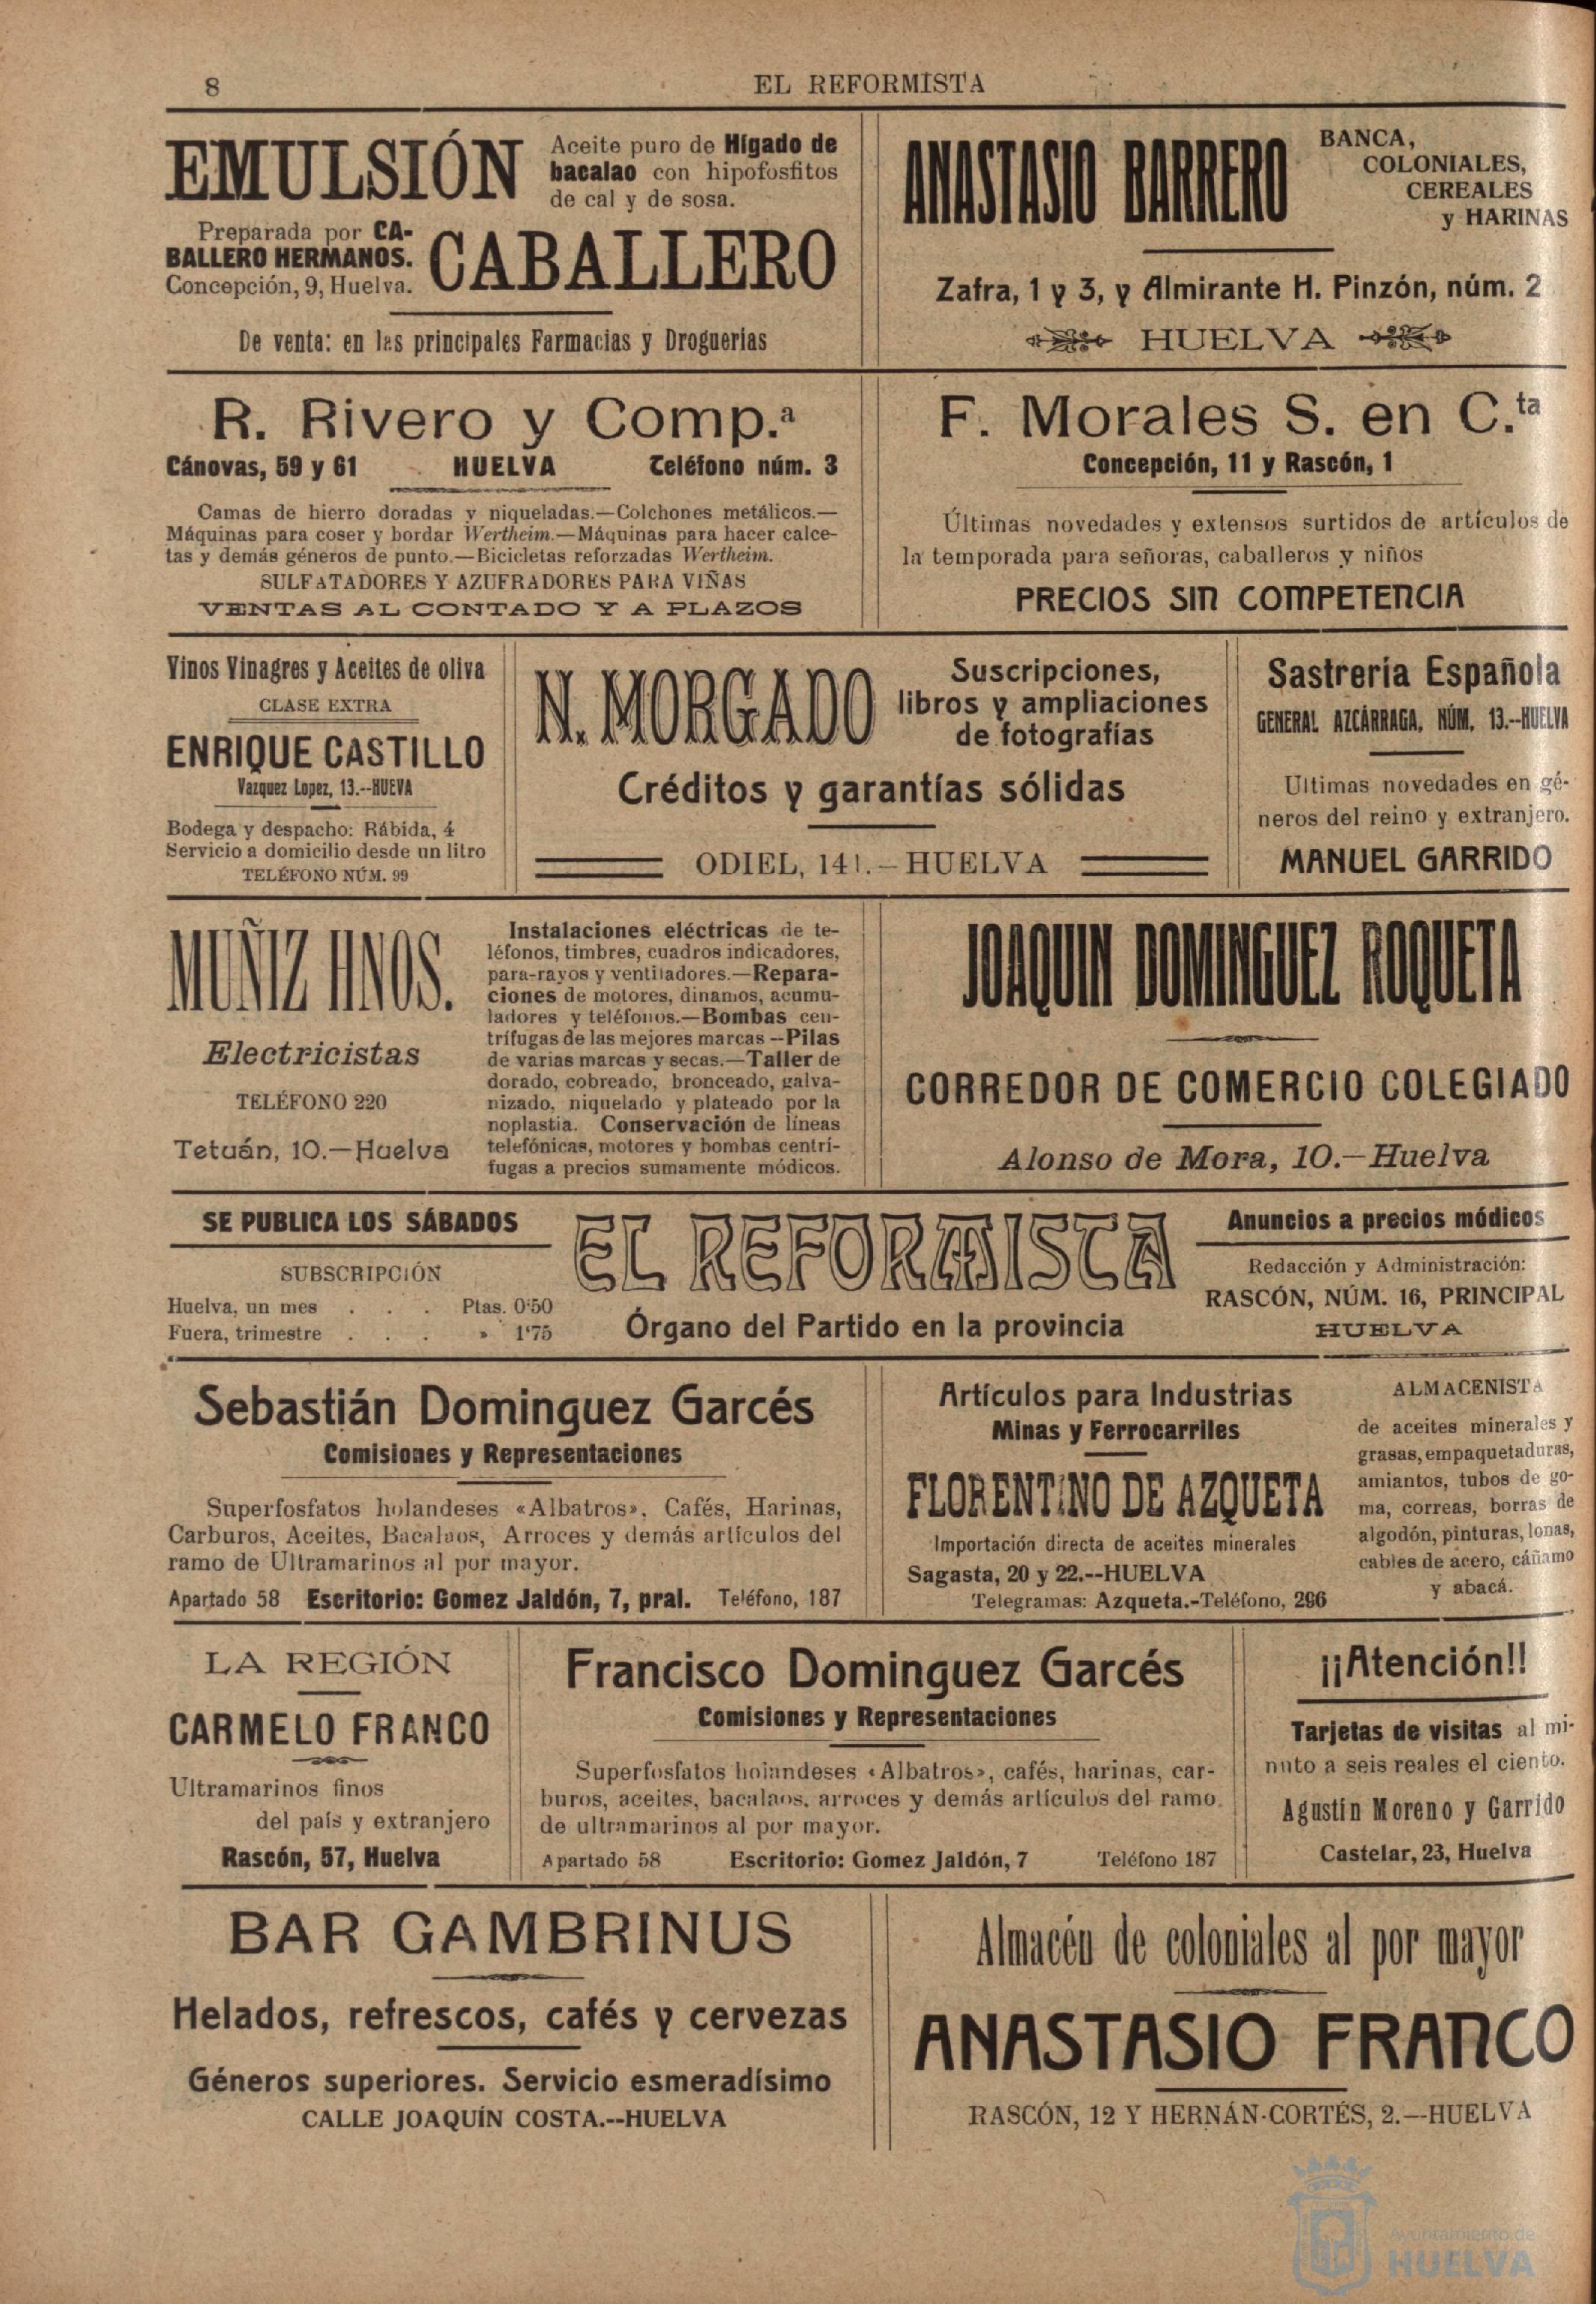 8
EL REFORMISTA
EMULSIÓN
Aceite puro de Hígado de
bacalao con hipofosfitos
de cal y de sosa.
Preparada por CA-
BALLERO HERMANOS.
Concepción, 9, Huelva.
CABALLERO
De venta: en las principales Farmacias y Droguerías
ANASTASIO BARRERO
BANCA,
COLONIALES,
CEREALES
y HARINAS
Zafra, 1 y 3, y Almirante H. Pinzón, núm. 2
HUELVA
R. Rivero y Comp.ª
Cánovas, 59 y 61 HUELVA Teléfono núm. 3
Camas de hierro doradas y niqueladas.—Colchones metálicos.—
Máquinas para coser y bordar Wertheim.—Máquinas para hacer calce-
tas y demás géneros de punto.—Bicicletas reforzadas Wertheim.
SULFATADORES Y AZUFRADORES PARA VIÑAS
VENTAS AL CONTADO Y A PLAZOS
F. Morales S. en C.ta
Concepción, 11 y Rascón, 1
Últimas novedades y extensos surtidos de artículos de
la temporada para señoras, caballeros y niños
PRECIOS SIN COMPETENCIA
Vinos Vinagres y Aceites de oliva
CLASE EXTRA
ENRIQUE CASTILLO
Vazquez Lopez, 13.--HUEVA
Bodega y despacho: Rábida, 4
Servicio a domicilio desde un litro
TELÉFONO NÚM. 99
N. MORGADO
Suscripciones,
libros y ampliaciones
de fotografías
Créditos y garantías sólidas
ODIEL, 141.—HUELVA
Sastrería Española
GENERAL AZCÁRRAGA, NÚM, 13.--HUELVA
Ultimas novedades en gé-
neros del reino y extranjero.
MANUEL GARRIDO
MUÑIZ HNOS.
Electricistas
TELÉFONO 220
Tetuán, 10.—Huelva
Instalaciones eléctricas de te-
léfonos, timbres, cuadros indicadores,
para-rayos y ventiladores.—Repara-
ciones de motores, dinamos, acumu-
ladores y teléfonos.—Bombas cen-
trífugas de las mejores marcas--Pilas
de varias marcas y secas.—Taller de
dorado, cobreado, bronceado, galva-
nizado, niquelado y plateado por la
noplastia. Conservación de líneas
telefónicas, motores y bombas centrí-
fugas a precios sumamente módicos.
JOAQUIN DOMINGUEZ ROQUETA
CORREDOR DE COMERCIO COLEGIADO
Alonso de Mora, 10.—Huelva
SE PUBLICA LOS SÁBADOS
SUBSCRIPCIÓN
Huelva, un mes . . . Ptas. 0'50
Fuera, trimestre . . . » 1'75
EL REFORMISTA
Órgano del Partido en la provincia
Anuncios a precios módicos
Redacción y Administración:
RASCÓN, NÚM. 16, PRINCIPAL
HUELVA
Sebastián Dominguez Garcés
Comisiones y Representaciones
Superfosfatos holandeses «Albatros». Cafés, Harinas,
Carburos, Aceites, Bacalaos, Arroces y demás artículos del
ramo de Ultramarinos al por mayor.
Apartado 58 Escritorio: Gomez Jaldón, 7, pral. Teléfono, 187
Artículos para Industrias
Minas y Ferrocarriles
FLORENTINO DE AZQUETA
Importación directa de aceites minerales
Sagasta, 20 y 22.--HUELVA
Telegramas: Azqueta.-Teléfono, 296
ALMACENISTA
de aceites minerales y
grasas, empaquetaduras,
amiantos, tubos de go-
ma, correas, borras de
algodón, pinturas, lonas,
cables de acero, cáñamo
y abacá.
LA REGIÓN
CARMELO FRANCO
Ultramarinos finos
del país y extranjero
Rascón, 57, Huelva
Francisco Dominguez Garcés
Comisiones y Representaciones
Superfosfatos holandeses «Albatros», cafés, harinas, car-
buros, aceites, bacalaos, arroces y demás artículos del ramo
de ultramarinos al por mayor.
Apartado 58 Escritorio: Gomez Jaldón, 7 Teléfono 187
¡¡Atención!!
Tarjetas de visitas al mi-
nuto a seis reales el ciento.
Agustín Moreno y Garrido
Castelar, 23, Huelva
BAR GAMBRINUS
Helados, refrescos, cafés y cervezas
Géneros superiores. Servicio esmeradísimo
CALLE JOAQUÍN COSTA.--HUELVA
Almacén de coloniales al por mayor
ANASTASIO FRANCO
RASCÓN, 12 Y HERNÁN-CORTÉS, 2.—HUELVA
Ayuntamiento de
HUELVA